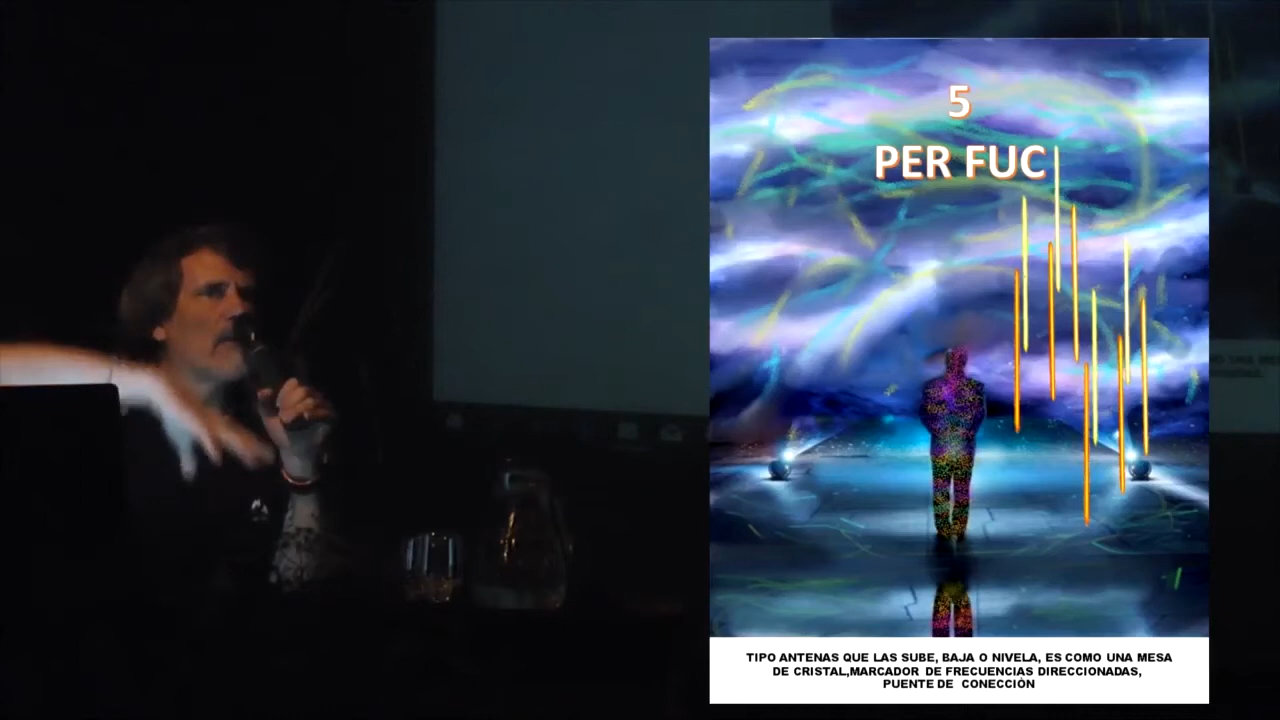 5
PER FUC
TIPO ANTENAS QUE LAS SUBE, BAJA O NIVELA, ES COMO UNA MESA
DE CRISTAL,MARCADOR DE FRECUENCIAS DIRECCIONADAS,
PUENTE DE CONECCIÓN